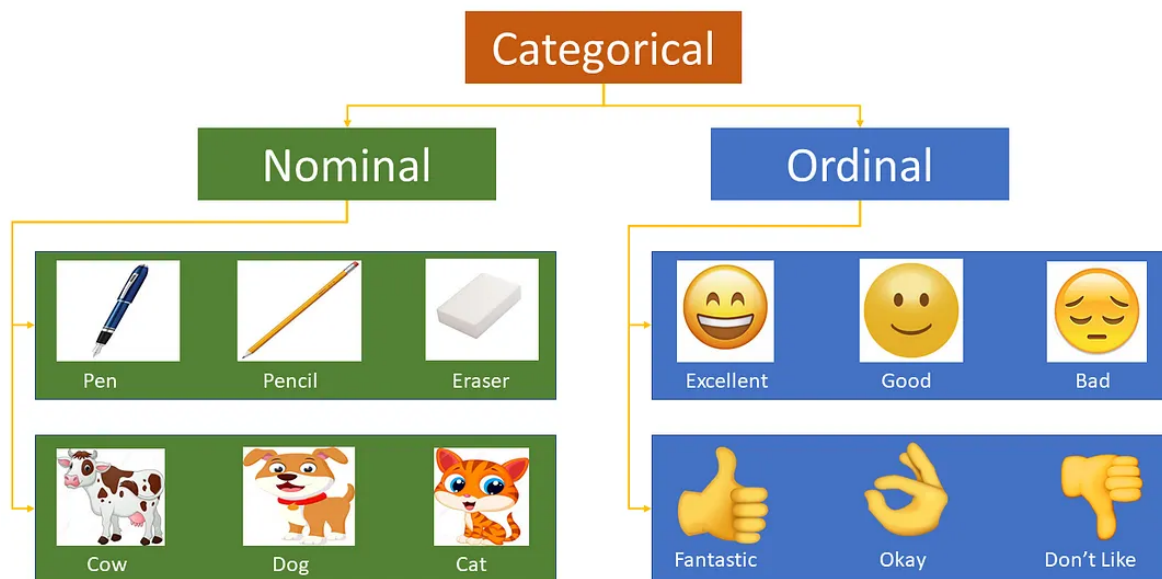 Categorical
Nominal
Ordinal
Pen
Pencil
Eraser
Excellent
Good
Bad
Cow
Dog
Cat
Fantastic
Okay
Don’t Like